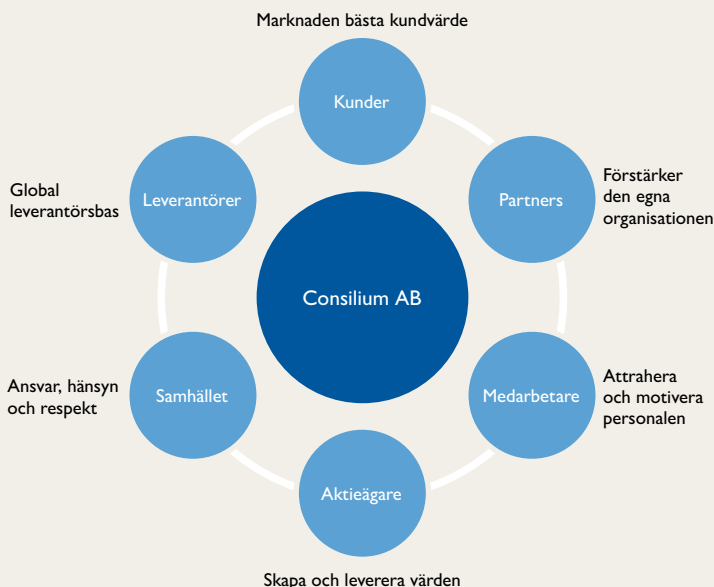 Marknaden bästa kundvärde
Kunder
Global
leverantörsbas
Leverantörer
Partners
Förstärker
den egna
organisationen
Consilium AB
Ansvar, hänsyn
och respekt
Samhället
Medarbetare
Attrahera
och motivera
personalen
Aktieägare
Skapa och leverera värden